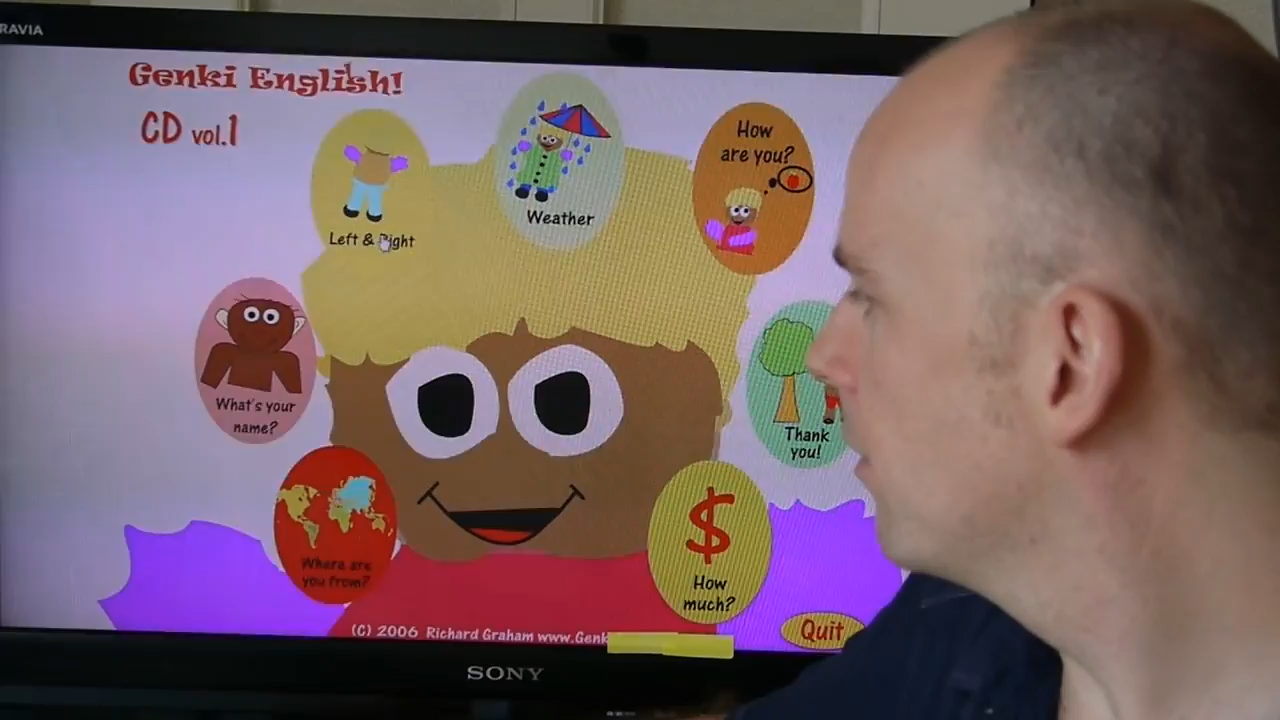 RAVIA
Genki English!
CD vol.1
How
are you?
Weather
Left & Right
What's your
name?
Thank
you!
Where are
you from?
How
much?
Quit
(C) 2006 Richard Graham www.Genk
SONY